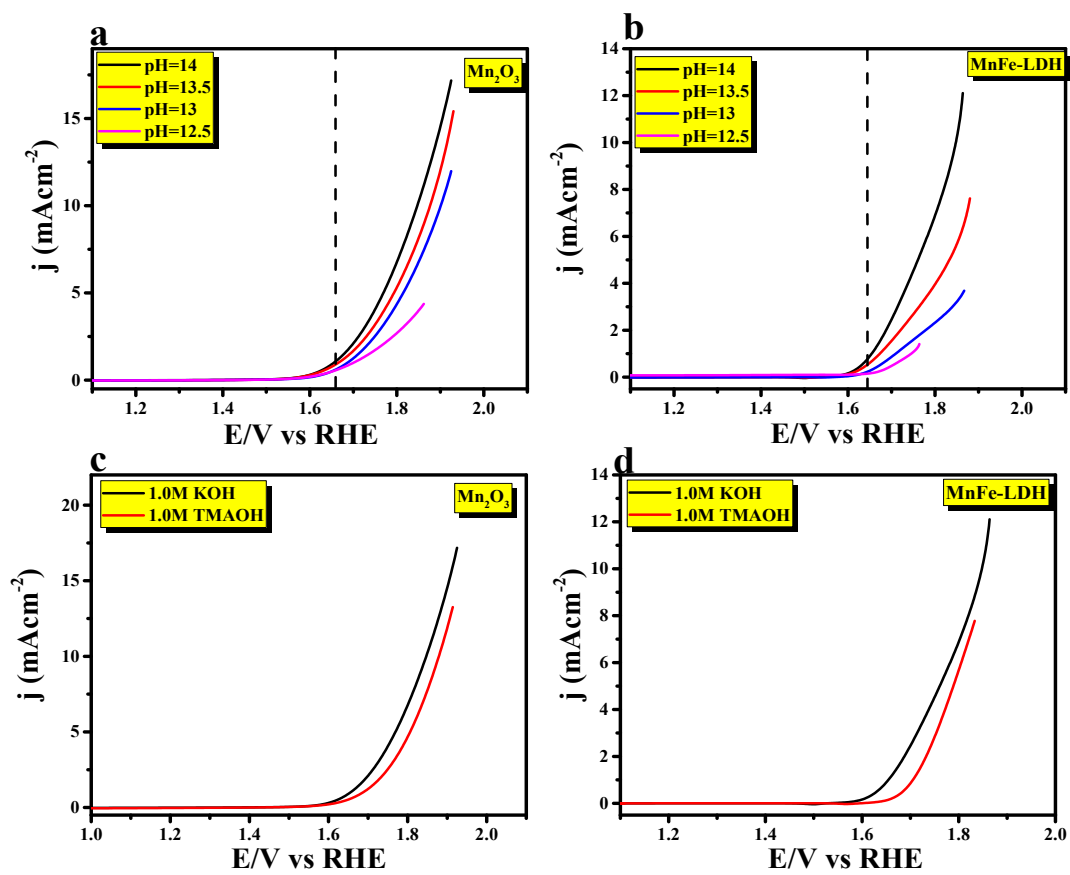 a
pH=14
pH=13.5
pH=13
pH=12.5
Mn₂O₃
j (mAcm⁻²)
15
10
5
0
1.2
1.4
1.6
1.8
2.0
E/V vs RHE
b
pH=14
pH=13.5
pH=13
pH=12.5
MnFe-LDH
j (mAcm⁻²)
14
12
10
8
6
4
2
0
1.2
1.4
1.6
1.8
2.0
E/V vs RHE
c
1.0M KOH
1.0M TMAOH
Mn₂O₃
j (mAcm⁻²)
20
15
10
5
0
1.0
1.2
1.4
1.6
1.8
2.0
E/V vs RHE
d
1.0M KOH
1.0M TMAOH
MnFe-LDH
j (mAcm⁻²)
14
12
10
8
6
4
2
0
1.2
1.4
1.6
1.8
2.0
E/V vs RHE